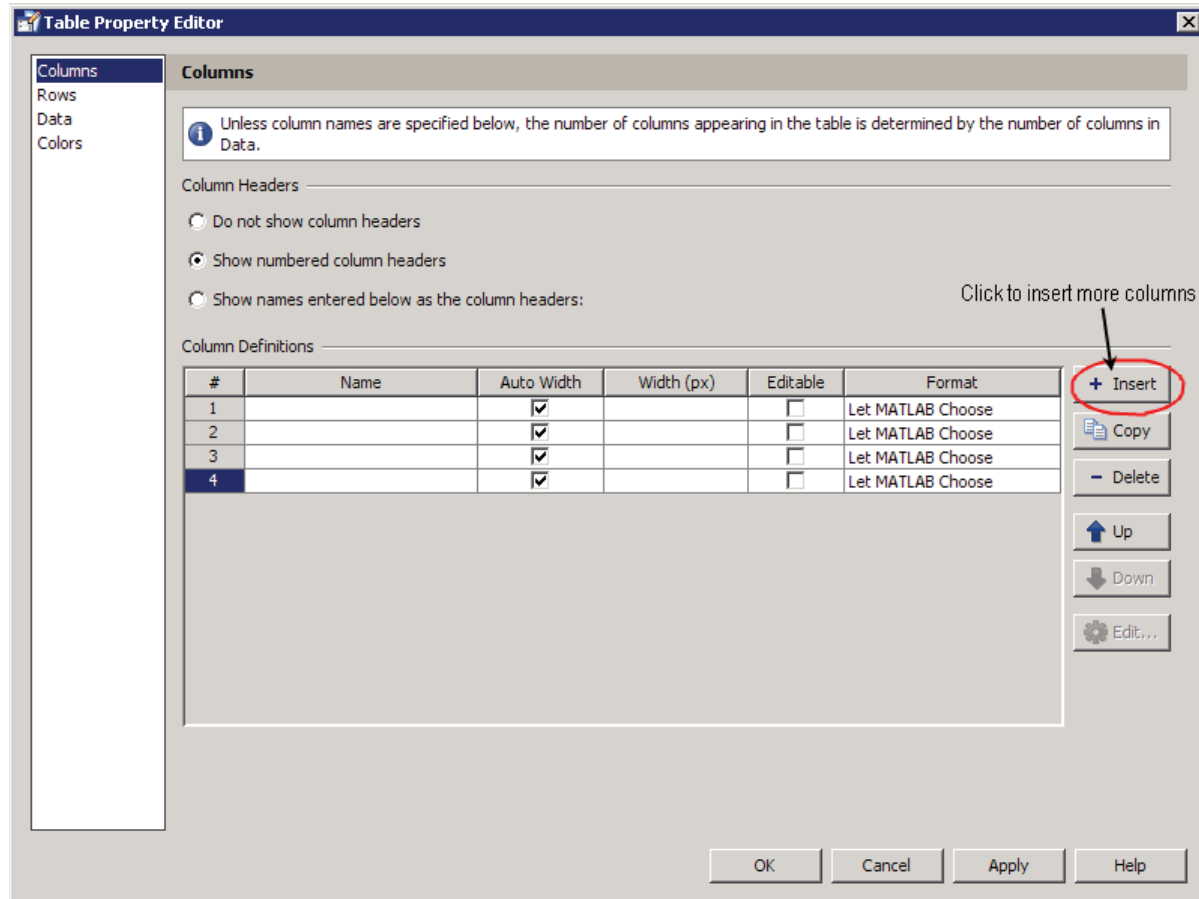 Table Property Editor
Columns
Rows
Data
Colors
Columns
Unless column names are specified below, the number of columns appearing in the table is determined by the number of columns in
Data.
Column Headers
Do not show column headers
Show numbered column headers
Show names entered below as the column headers:
Click to insert more columns
Column Definitions
# Name Auto Width Width (px) Editable Format
1 Let MATLAB Choose
2 Let MATLAB Choose
3 Let MATLAB Choose
4 Let MATLAB Choose
+ Insert
Copy
− Delete
Up
Down
Edit...
OK Cancel Apply Help